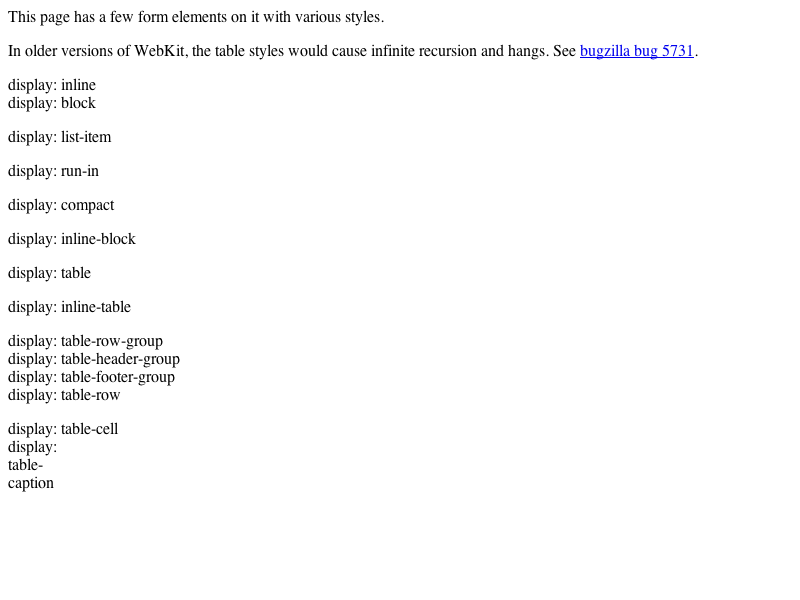 This page has a few form elements on it with various styles.
In older versions of WebKit, the table styles would cause infinite recursion and hangs. See bugzilla bug 5731.
display: inline
display: block
display: list-item
display: run-in
display: compact
display: inline-block
display: table
display: inline-table
display: table-row-group
display: table-header-group
display: table-footer-group
display: table-row
display: table-cell
display:
table-
caption